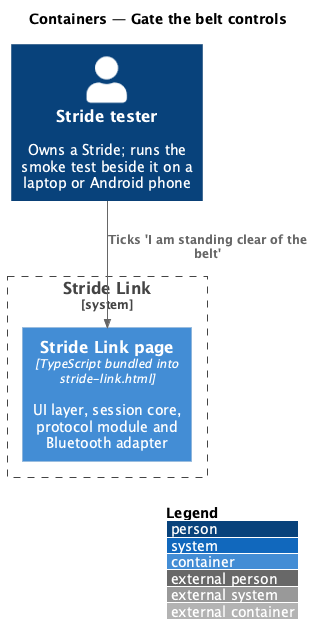 Containers — Gate the belt controls
Stride tester
Owns a Stride; runs the
smoke test beside it on a
laptop or Android phone
Ticks 'I am standing clear of the
belt'
Stride Link
[system]
Stride Link page
[TypeScript bundled into
stride-link.html]
UI layer, session core,
protocol module and
Bluetooth adapter
Legend
person
system
container
external person
external system
external container